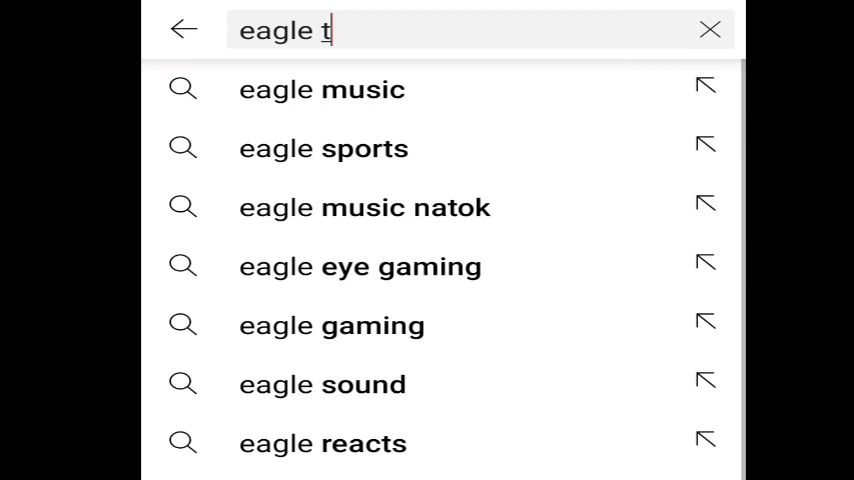 eagle t
eagle music
eagle sports
eagle music natok
eagle eye gaming
eagle gaming
eagle sound
eagle reacts